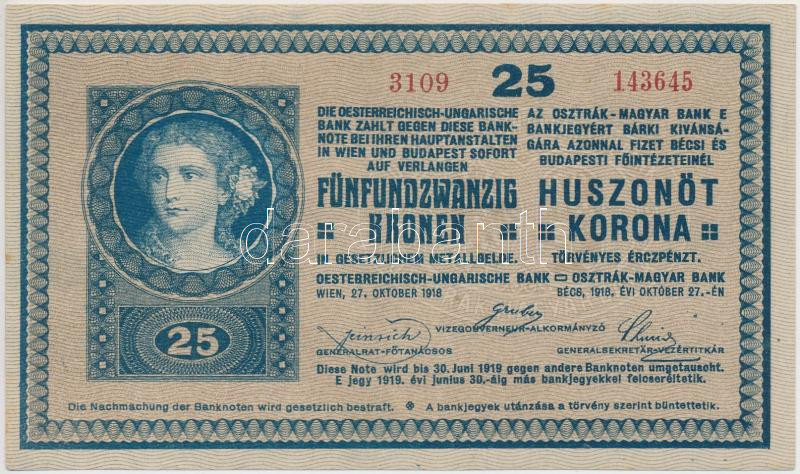 3109 25 143645
DIE OESTERREICHISCH-UNGARISCHE
BANK ZAHLT GEGEN DIESE BANK-
NOTE BEI IHREN HAUPTANSTALTEN
IN WIEN UND BUDAPEST SOFORT
AUF VERLANGEN
FÜNFUNDZWANZIG
KRONEN
IN GESETZLICHEM METALLGELDE.
AZ OSZTRÁK-MAGYAR BANK E
BANKJEGYÉRT BÁRKI KIVÁNSÁ-
GÁRA AZONNAL FIZET BÉCSI ÉS
BUDAPESTI FŐINTÉZETEINÉL
HUSZONÖT
KORONA
TÖRVÉNYES ÉRCZPÉNZT.
OESTERREICHISCH-UNGARISCHE BANK OSZTRÁK-MAGYAR BANK
WIEN, 27. OKTOBER 1918 BÉCS, 1918. ÉVI OKTÓBER 27.-ÉN
Gruber
VIZEGOUVERNEUR-ALKORMÁNYZÓ
GENERALRAT-FŐTANÁCSOS GENERALSEKRETÄR-VEZÉRTITKÁR
25
Diese Note wird bis 30. Juni 1919 gegen andere Banknoten umgetauscht.
E jegy 1919. évi junius 30.-áig más bankjegyekkel felcseréltetik.
Die Nachmachung der Banknoten wird gesetzlich bestraft. A bankjegyek utánzása a törvény szerint büntettetik.
darabanth